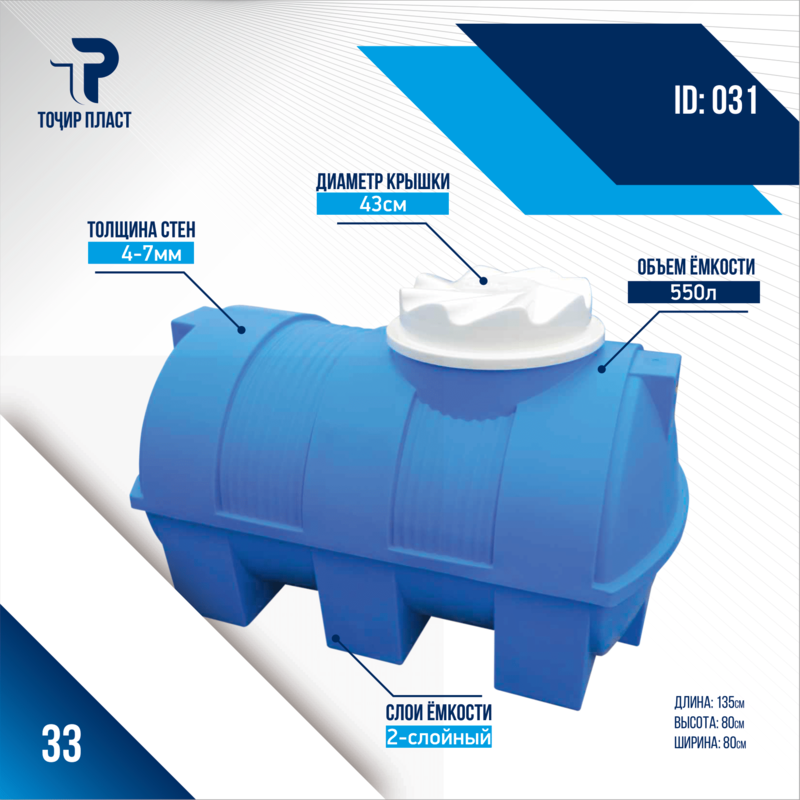 ТОҶИР ПЛАСТ
ID: 031
ДИАМЕТР КРЫШКИ
43см
ТОЛЩИНА СТЕН
4-7мм
ОБЪЕМ ЁМКОСТИ
550л
СЛОИ ЁМКОСТИ
2-слойный
ДЛИНА: 135см
ВЫСОТА: 80см
ШИРИНА: 80см
33